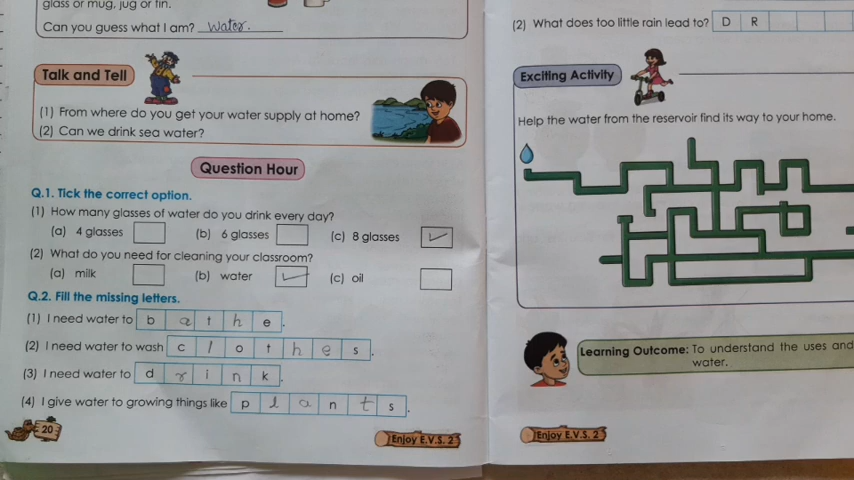 glass or mug, jug or tin.
Can you guess what I am? Water.
Talk and Tell
(1) From where do you get your water supply at home?
(2) Can we drink sea water?
Question Hour
Q.1. Tick the correct option.
(1) How many glasses of water do you drink every day?
(a) 4 glasses (b) 6 glasses (c) 8 glasses
(2) What do you need for cleaning your classroom?
(a) milk (b) water (c) oil
Q.2. Fill the missing letters.
(1) I need water to b a t h e.
(2) I need water to wash c l o t h e s.
(3) I need water to d r i n k.
(4) I give water to growing things like p l a n t s.
20
Enjoy E.V.S. 2
(2) What does too little rain lead to? D R
Exciting Activity
Help the water from the reservoir find its way to your home.
Learning Outcome: To understand the uses and
water.
Enjoy E.V.S. 2